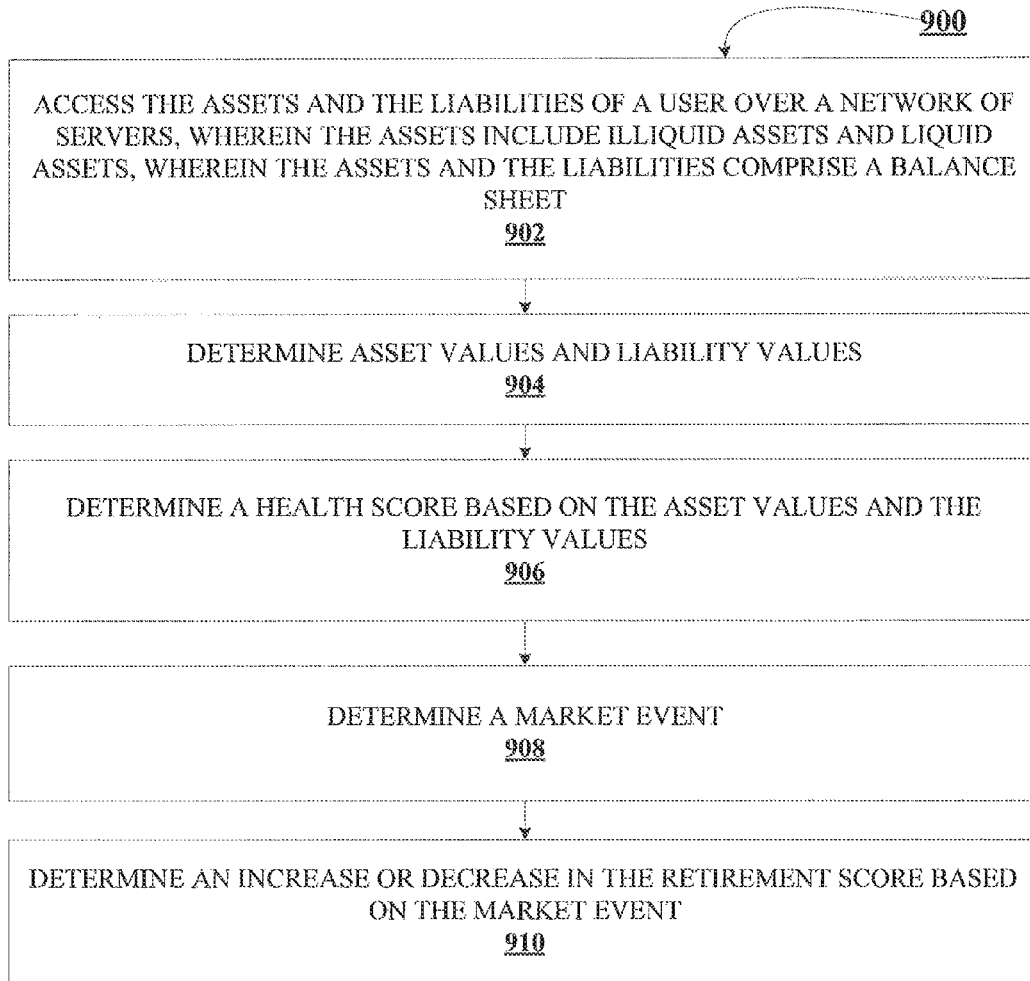 900
ACCESS THE ASSETS AND THE LIABILITIES OF A USER OVER A NETWORK OF
SERVERS, WHEREIN THE ASSETS INCLUDE ILLIQUID ASSETS AND LIQUID
ASSETS, WHEREIN THE ASSETS AND THE LIABILITIES COMPRISE A BALANCE
SHEET
902
DETERMINE ASSET VALUES AND LIABILITY VALUES
904
DETERMINE A HEALTH SCORE BASED ON THE ASSET VALUES AND THE
LIABILITY VALUES
906
DETERMINE A MARKET EVENT
908
DETERMINE AN INCREASE OR DECREASE IN THE RETIREMENT SCORE BASED
ON THE MARKET EVENT
910